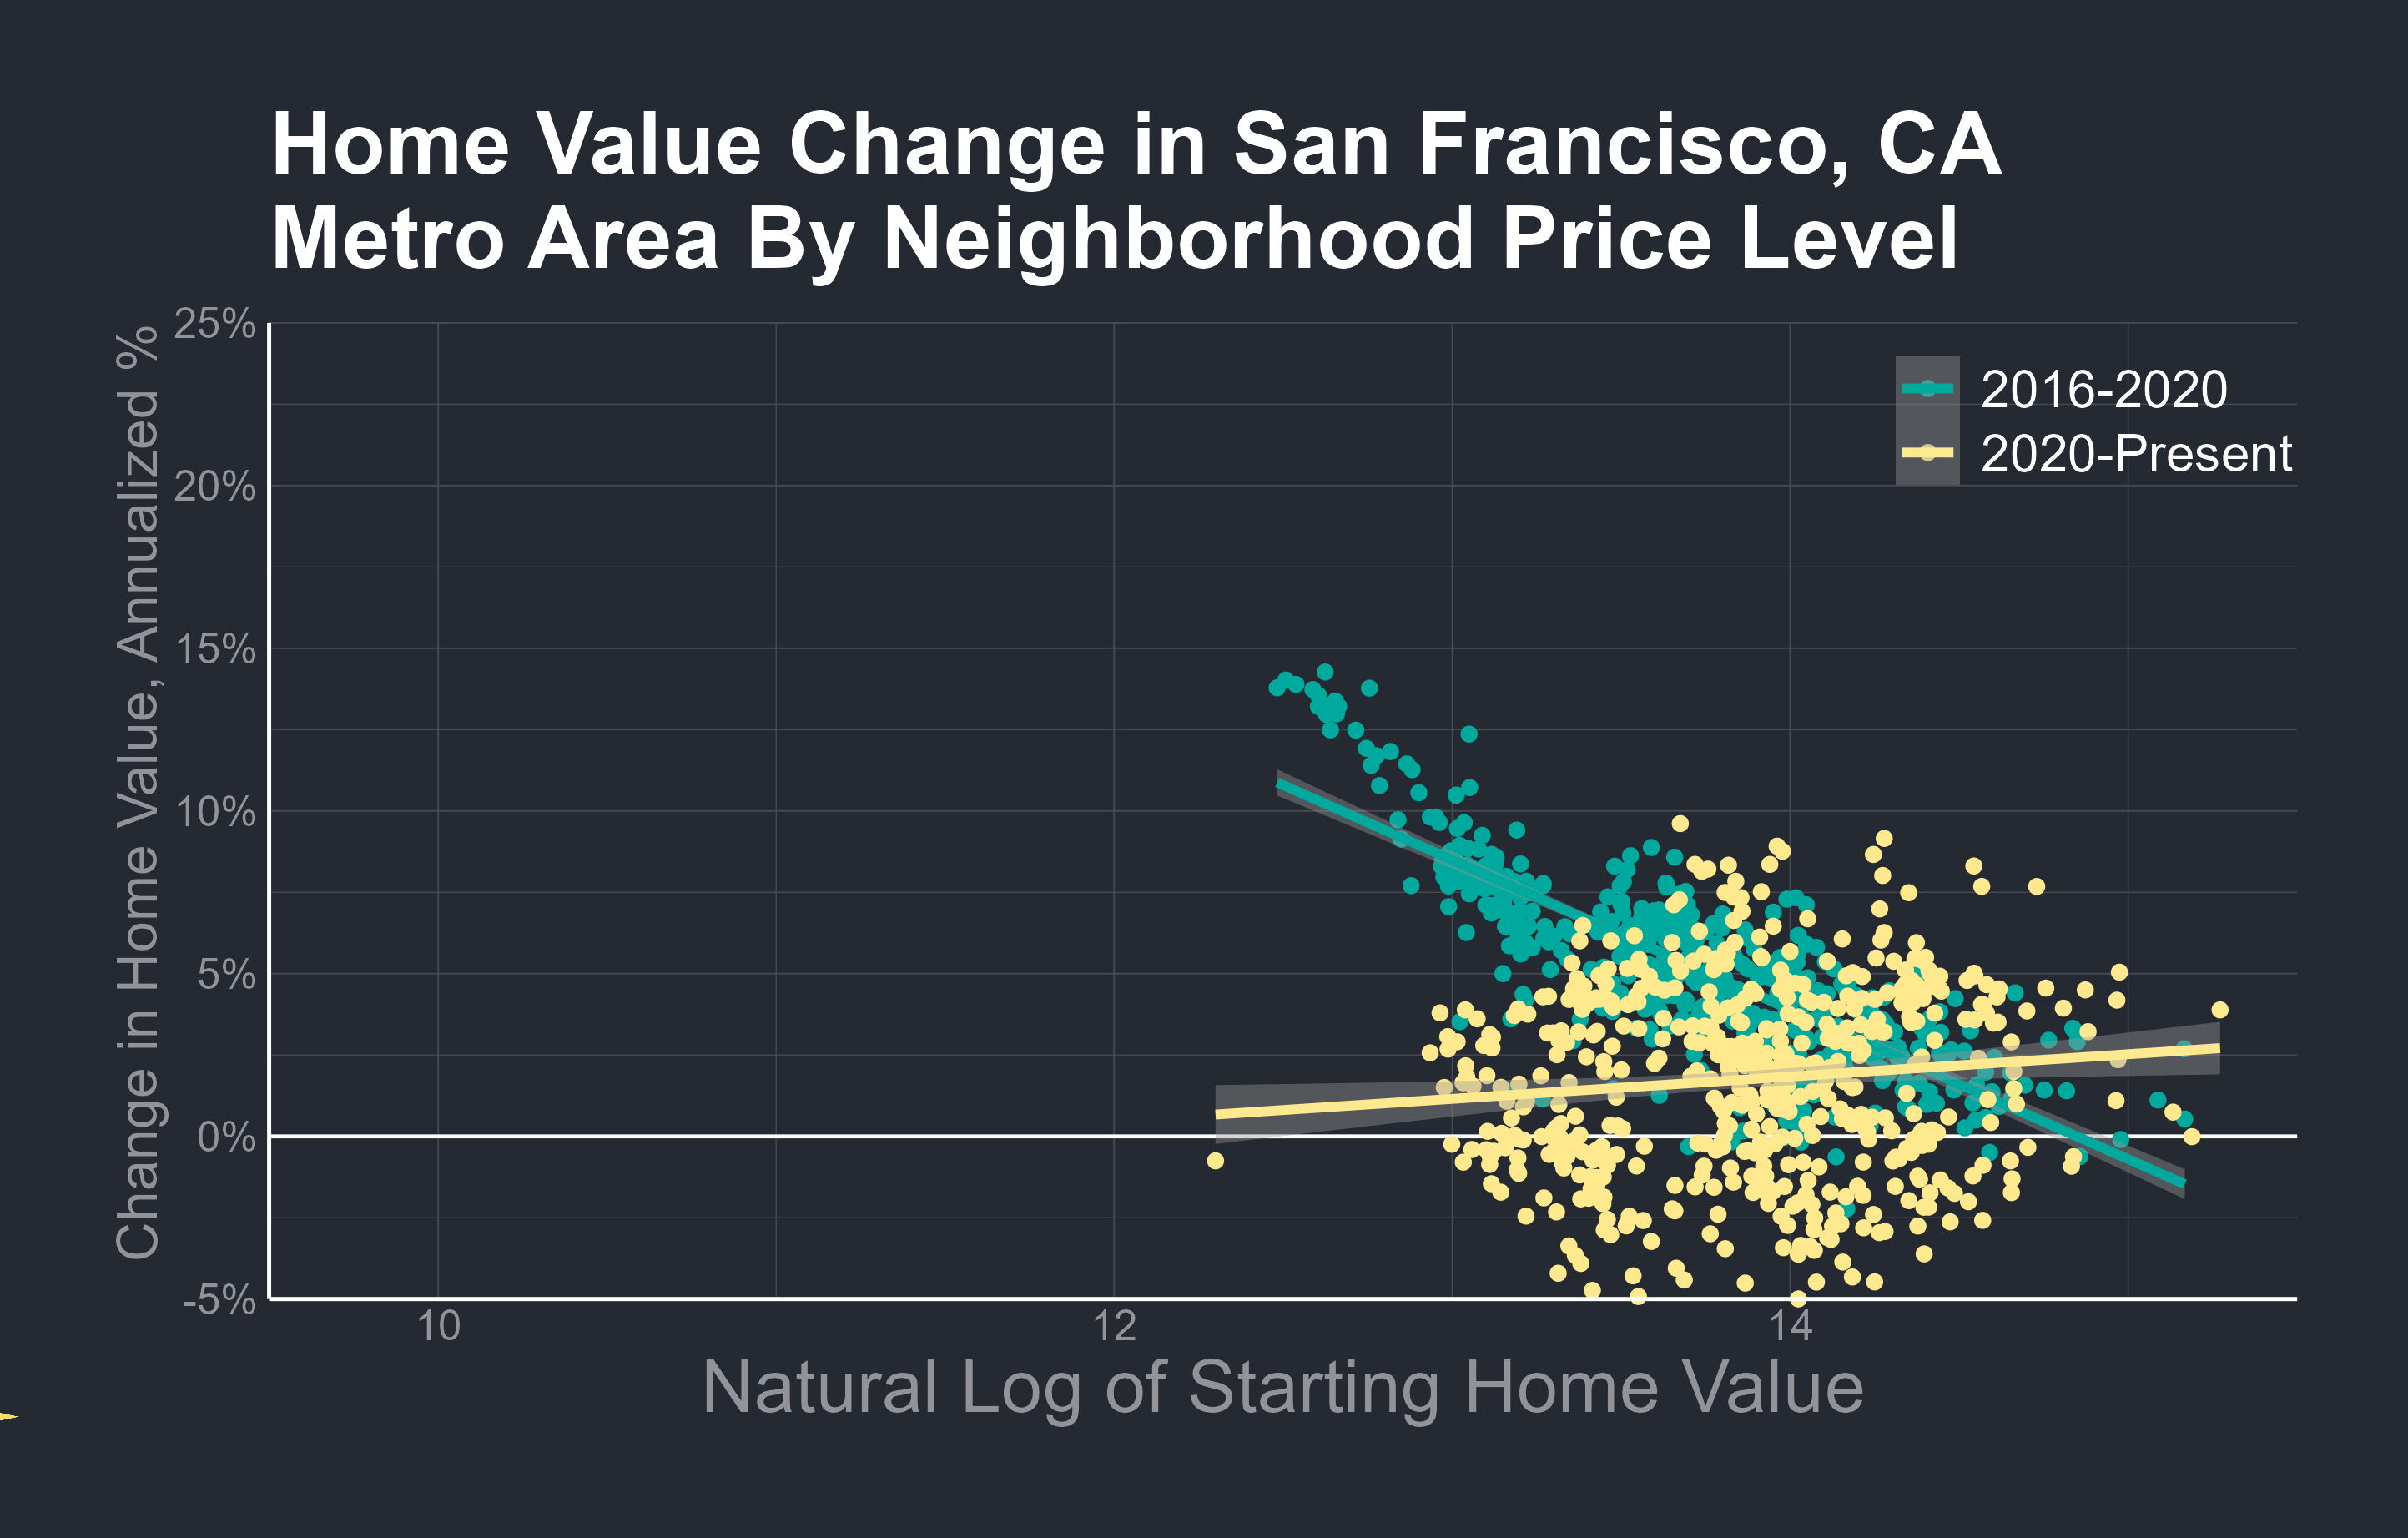 Home Value Change in San Francisco, CA
Metro Area By Neighborhood Price Level
Change in Home Value, Annualized %
25%
20%
15%
10%
5%
0%
-5%
2016-2020
2020-Present
10
12
14
Natural Log of Starting Home Value